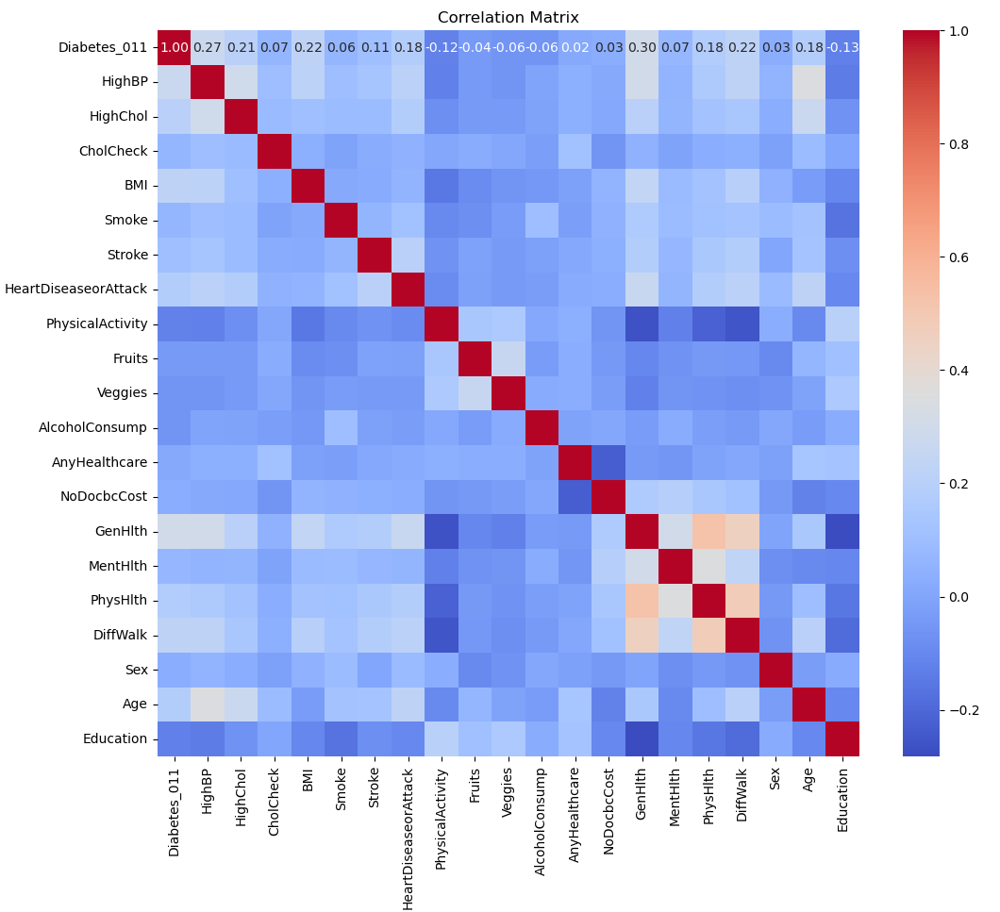 Correlation Matrix
Diabetes_011 1.00 0.27 0.21 0.07 0.22 0.06 0.11 0.18 -0.12 -0.04 -0.06 -0.06 0.02 0.03 0.30 0.07 0.18 0.22 0.03 0.18 -0.13
HighBP
HighChol
CholCheck
BMI
Smoke
Stroke
HeartDiseaseorAttack
PhysicalActivity
Fruits
Veggies
AlcoholConsump
AnyHealthcare
NoDocbcCost
GenHlth
MentHlth
PhysHlth
DiffWalk
Sex
Age
Education
Diabetes_011
HighBP
HighChol
CholCheck
BMI
Smoke
Stroke
HeartDiseaseorAttack
PhysicalActivity
Fruits
Veggies
AlcoholConsump
AnyHealthcare
NoDocbcCost
GenHlth
MentHlth
PhysHlth
DiffWalk
Sex
Age
Education
1.0
0.8
0.6
0.4
0.2
0.0
−0.2